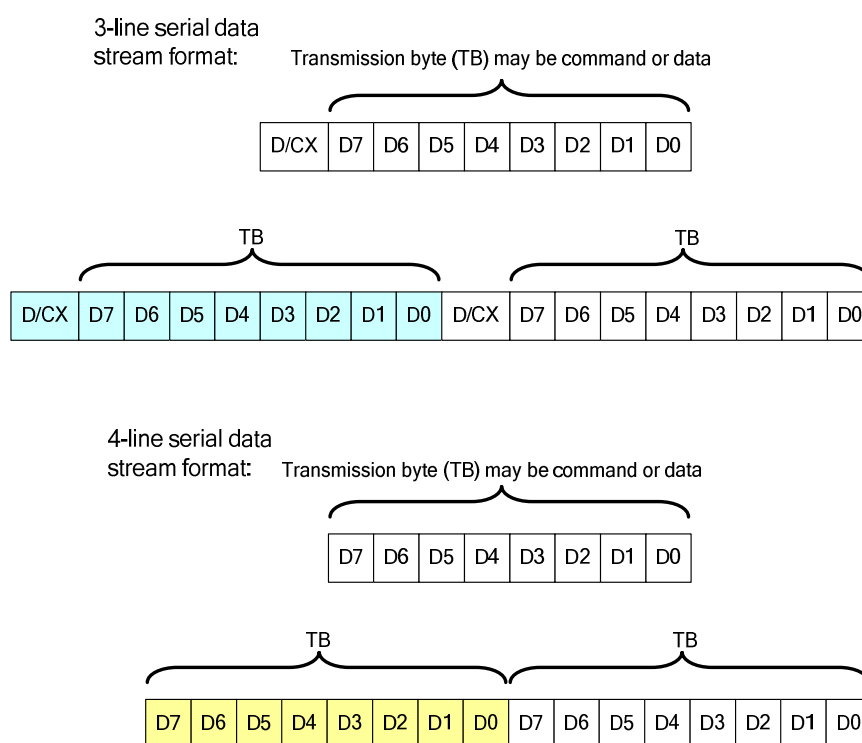 3-line serial data
stream format:
Transmission byte (TB) may be command or data
D/CX D7 D6 D5 D4 D3 D2 D1 D0
TB TB
D/CX D7 D6 D5 D4 D3 D2 D1 D0 D/CX D7 D6 D5 D4 D3 D2 D1 D0
4-line serial data
stream format:
Transmission byte (TB) may be command or data
D7 D6 D5 D4 D3 D2 D1 D0
TB TB
D7 D6 D5 D4 D3 D2 D1 D0 D7 D6 D5 D4 D3 D2 D1 D0